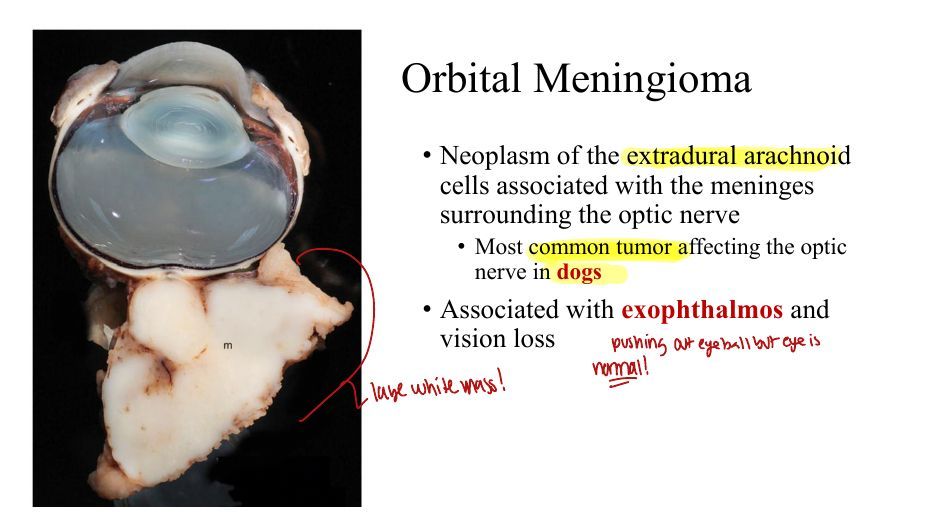 Orbital Meningioma
• Neoplasm of the extradural arachnoid
cells associated with the meninges
surrounding the optic nerve
• Most common tumor affecting the optic
nerve in dogs
• Associated with exophthalmos and
vision loss
pushing out eyeball but eye is
normal!
m
large white mass!